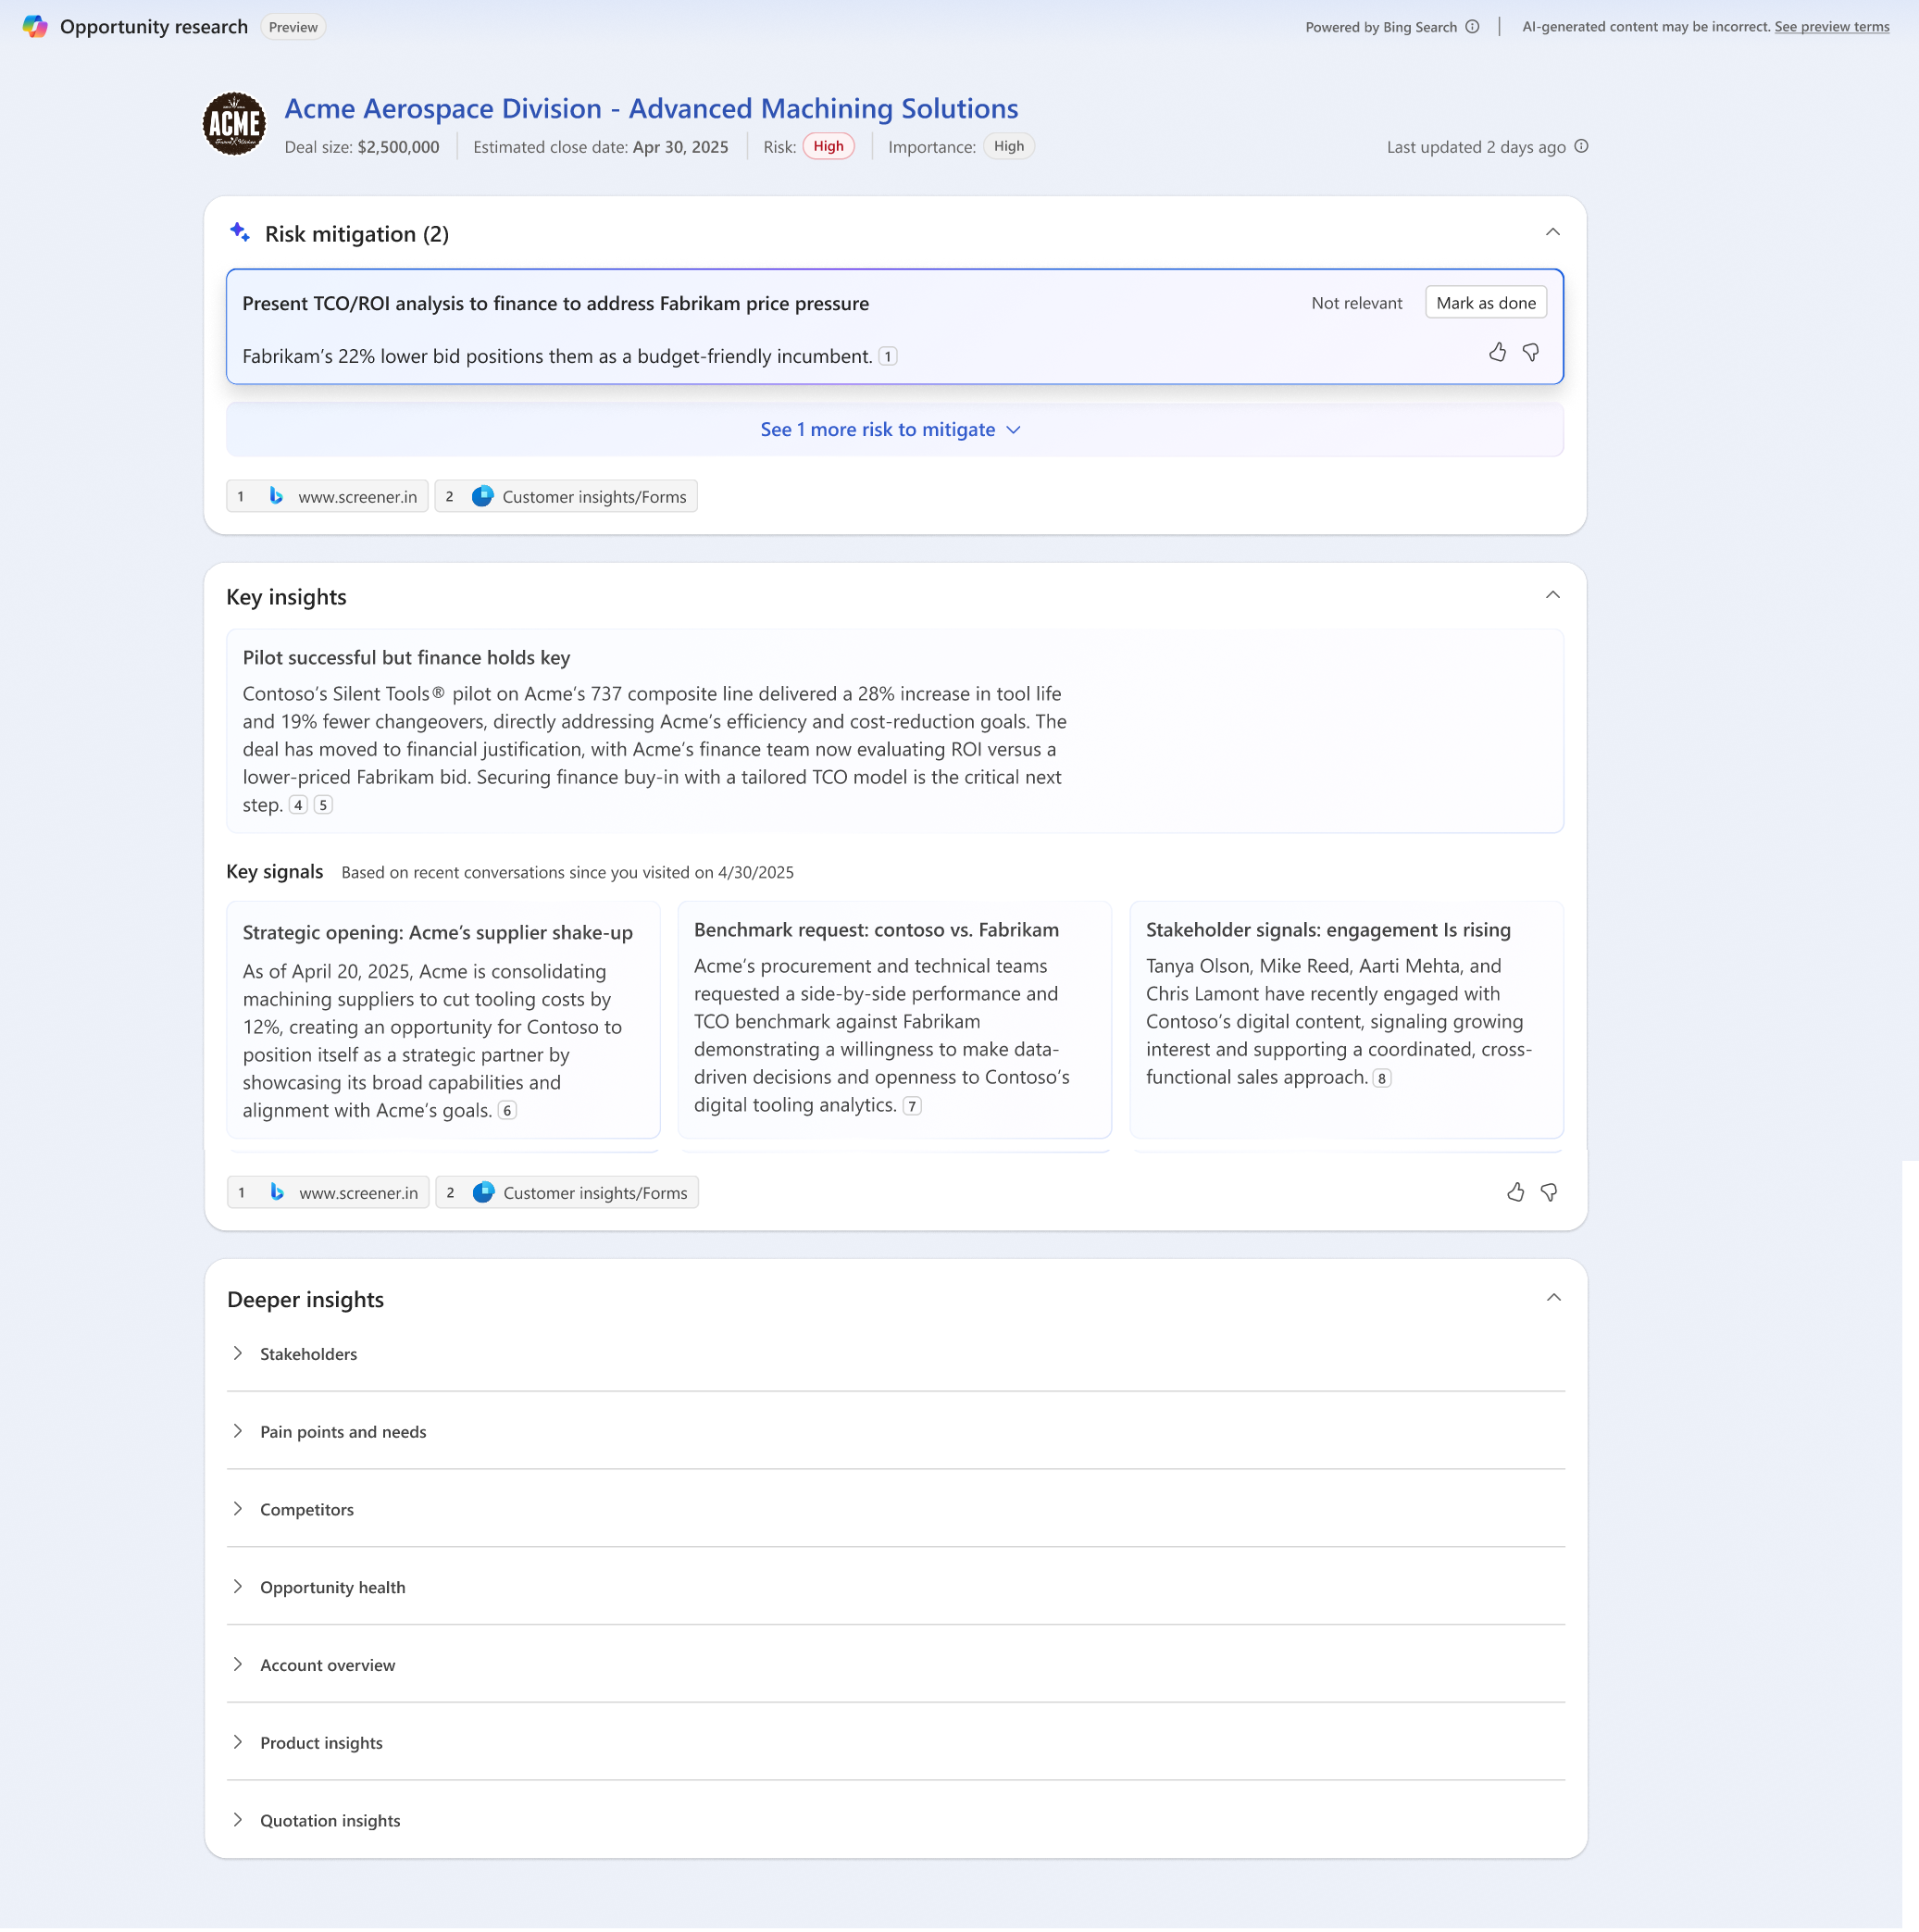 Opportunity research Preview
Powered by Bing Search | AI-generated content may be incorrect. See preview terms
ACME
Acme Aerospace Division - Advanced Machining Solutions
Deal size: $2,500,000 Estimated close date: Apr 30, 2025 Risk: High Importance: High
Last updated 2 days ago
Risk mitigation (2)
Present TCO/ROI analysis to finance to address Fabrikam price pressure
Not relevant Mark as done
Fabrikam’s 22% lower bid positions them as a budget-friendly incumbent. 1
See 1 more risk to mitigate
1 www.screener.in 2 Customer insights/Forms
Key insights
Pilot successful but finance holds key
Contoso’s Silent Tools® pilot on Acme’s 737 composite line delivered a 28% increase in tool life
and 19% fewer changeovers, directly addressing Acme’s efficiency and cost-reduction goals. The
deal has moved to financial justification, with Acme’s finance team now evaluating ROI versus a
lower-priced Fabrikam bid. Securing finance buy-in with a tailored TCO model is the critical next
step. 4 5
Key signals Based on recent conversations since you visited on 4/30/2025
Strategic opening: Acme’s supplier shake-up
As of April 20, 2025, Acme is consolidating
machining suppliers to cut tooling costs by
12%, creating an opportunity for Contoso to
position itself as a strategic partner by
showcasing its broad capabilities and
alignment with Acme’s goals. 6
Benchmark request: contoso vs. Fabrikam
Acme’s procurement and technical teams
requested a side-by-side performance and
TCO benchmark against Fabrikam
demonstrating a willingness to make data-
driven decisions and openness to Contoso’s
digital tooling analytics. 7
Stakeholder signals: engagement Is rising
Tanya Olson, Mike Reed, Aarti Mehta, and
Chris Lamont have recently engaged with
Contoso’s digital content, signaling growing
interest and supporting a coordinated, cross-
functional sales approach. 8
1 www.screener.in 2 Customer insights/Forms
Deeper insights
Stakeholders
Pain points and needs
Competitors
Opportunity health
Account overview
Product insights
Quotation insights